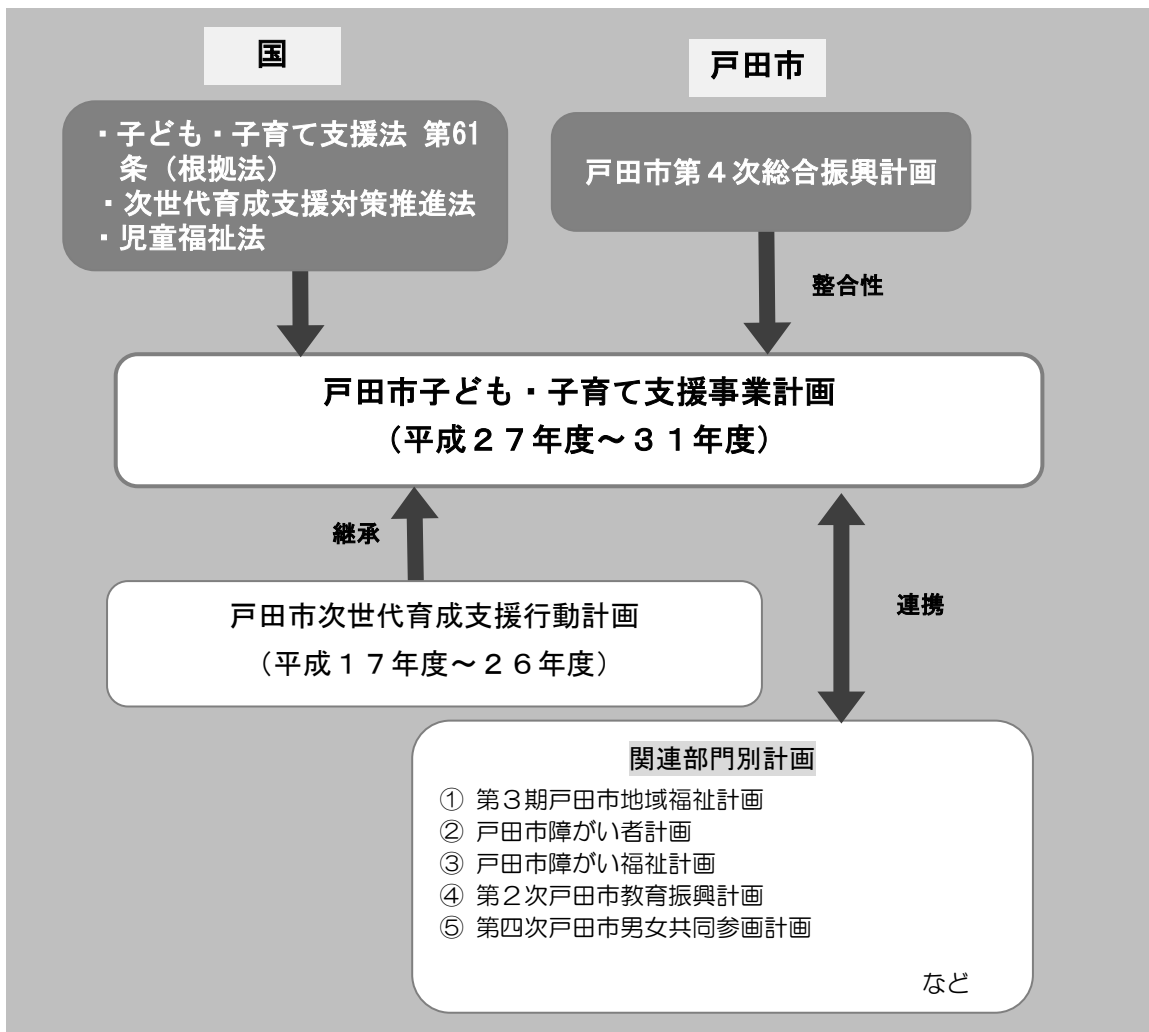 国
戸田市
・子ども・子育て支援法 第61
条（根拠法）
・次世代育成支援対策推進法
・児童福祉法
戸田市第４次総合振興計画
整合性
戸田市子ども・子育て支援事業計画
（平成２７年度～３１年度）
継承
戸田市次世代育成支援行動計画
（平成１７年度～２６年度）
連携
関連部門別計画
① 第３期戸田市地域福祉計画
② 戸田市障がい者計画
③ 戸田市障がい福祉計画
④ 第２次戸田市教育振興計画
⑤ 第四次戸田市男女共同参画計画
など